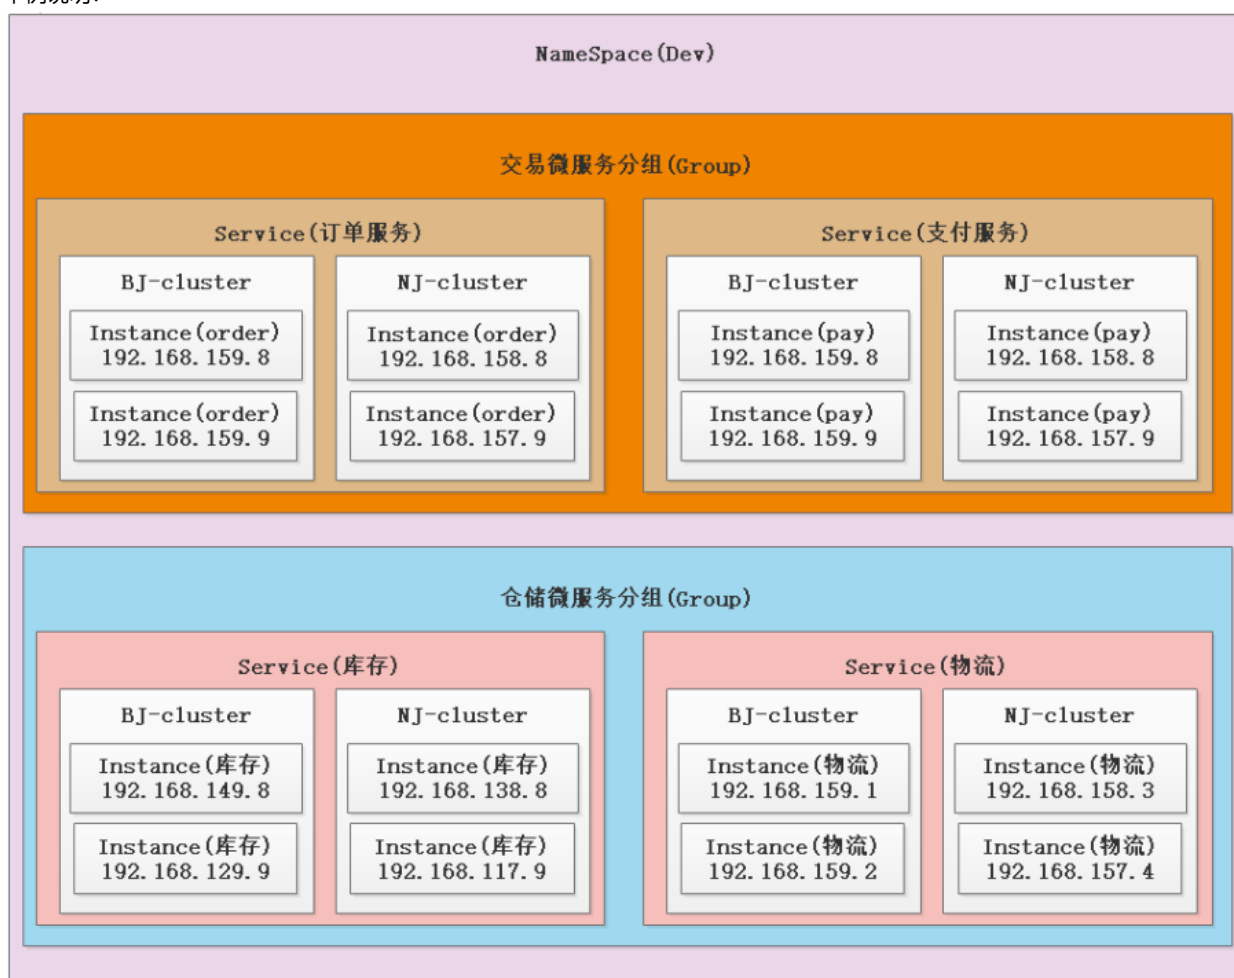 NameSpace(Dev)
交易微服务分组(Group)
Service(订单服务)
BJ-cluster
Instance(order)
192.168.159.8
Instance(order)
192.168.159.9
NJ-cluster
Instance(order)
192.168.158.8
Instance(order)
192.168.157.9
Service(支付服务)
BJ-cluster
Instance(pay)
192.168.159.8
Instance(pay)
192.168.159.9
NJ-cluster
Instance(pay)
192.168.158.8
Instance(pay)
192.168.157.9
仓储微服务分组(Group)
Service(库存)
BJ-cluster
Instance(库存)
192.168.149.8
Instance(库存)
192.168.129.9
NJ-cluster
Instance(库存)
192.168.138.8
Instance(库存)
192.168.117.9
Service(物流)
BJ-cluster
Instance(物流)
192.168.159.1
Instance(物流)
192.168.159.2
NJ-cluster
Instance(物流)
192.168.158.3
Instance(物流)
192.168.157.4